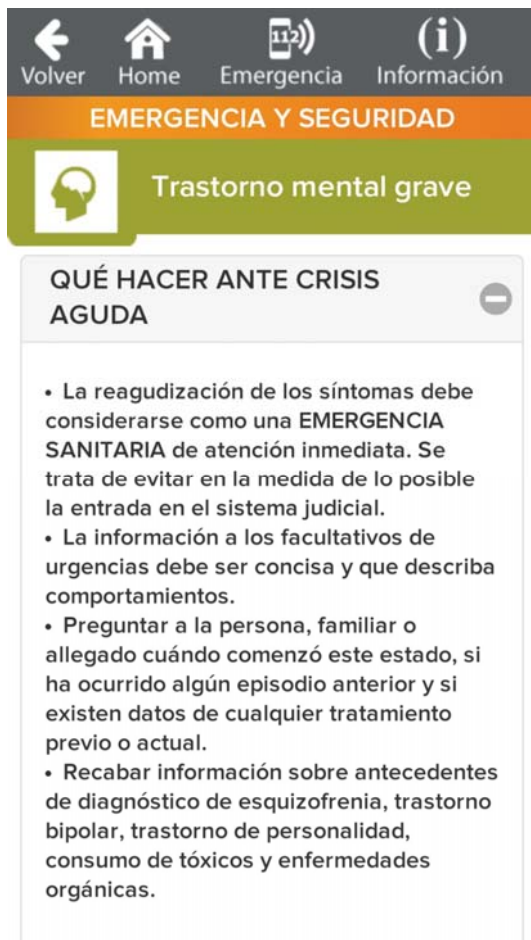 112
(i)
Volver Home Emergencia Información
EMERGENCIA Y SEGURIDAD
Trastorno mental grave
QUÉ HACER ANTE CRISIS
AGUDA
• La reagudización de los síntomas debe
considerarse como una EMERGENCIA
SANITARIA de atención inmediata. Se
trata de evitar en la medida de lo posible
la entrada en el sistema judicial.
• La información a los facultativos de
urgencias debe ser concisa y que describa
comportamientos.
• Preguntar a la persona, familiar o
allegado cuándo comenzó este estado, si
ha ocurrido algún episodio anterior y si
existen datos de cualquier tratamiento
previo o actual.
• Recabar información sobre antecedentes
de diagnóstico de esquizofrenia, trastorno
bipolar, trastorno de personalidad,
consumo de tóxicos y enfermedades
orgánicas.